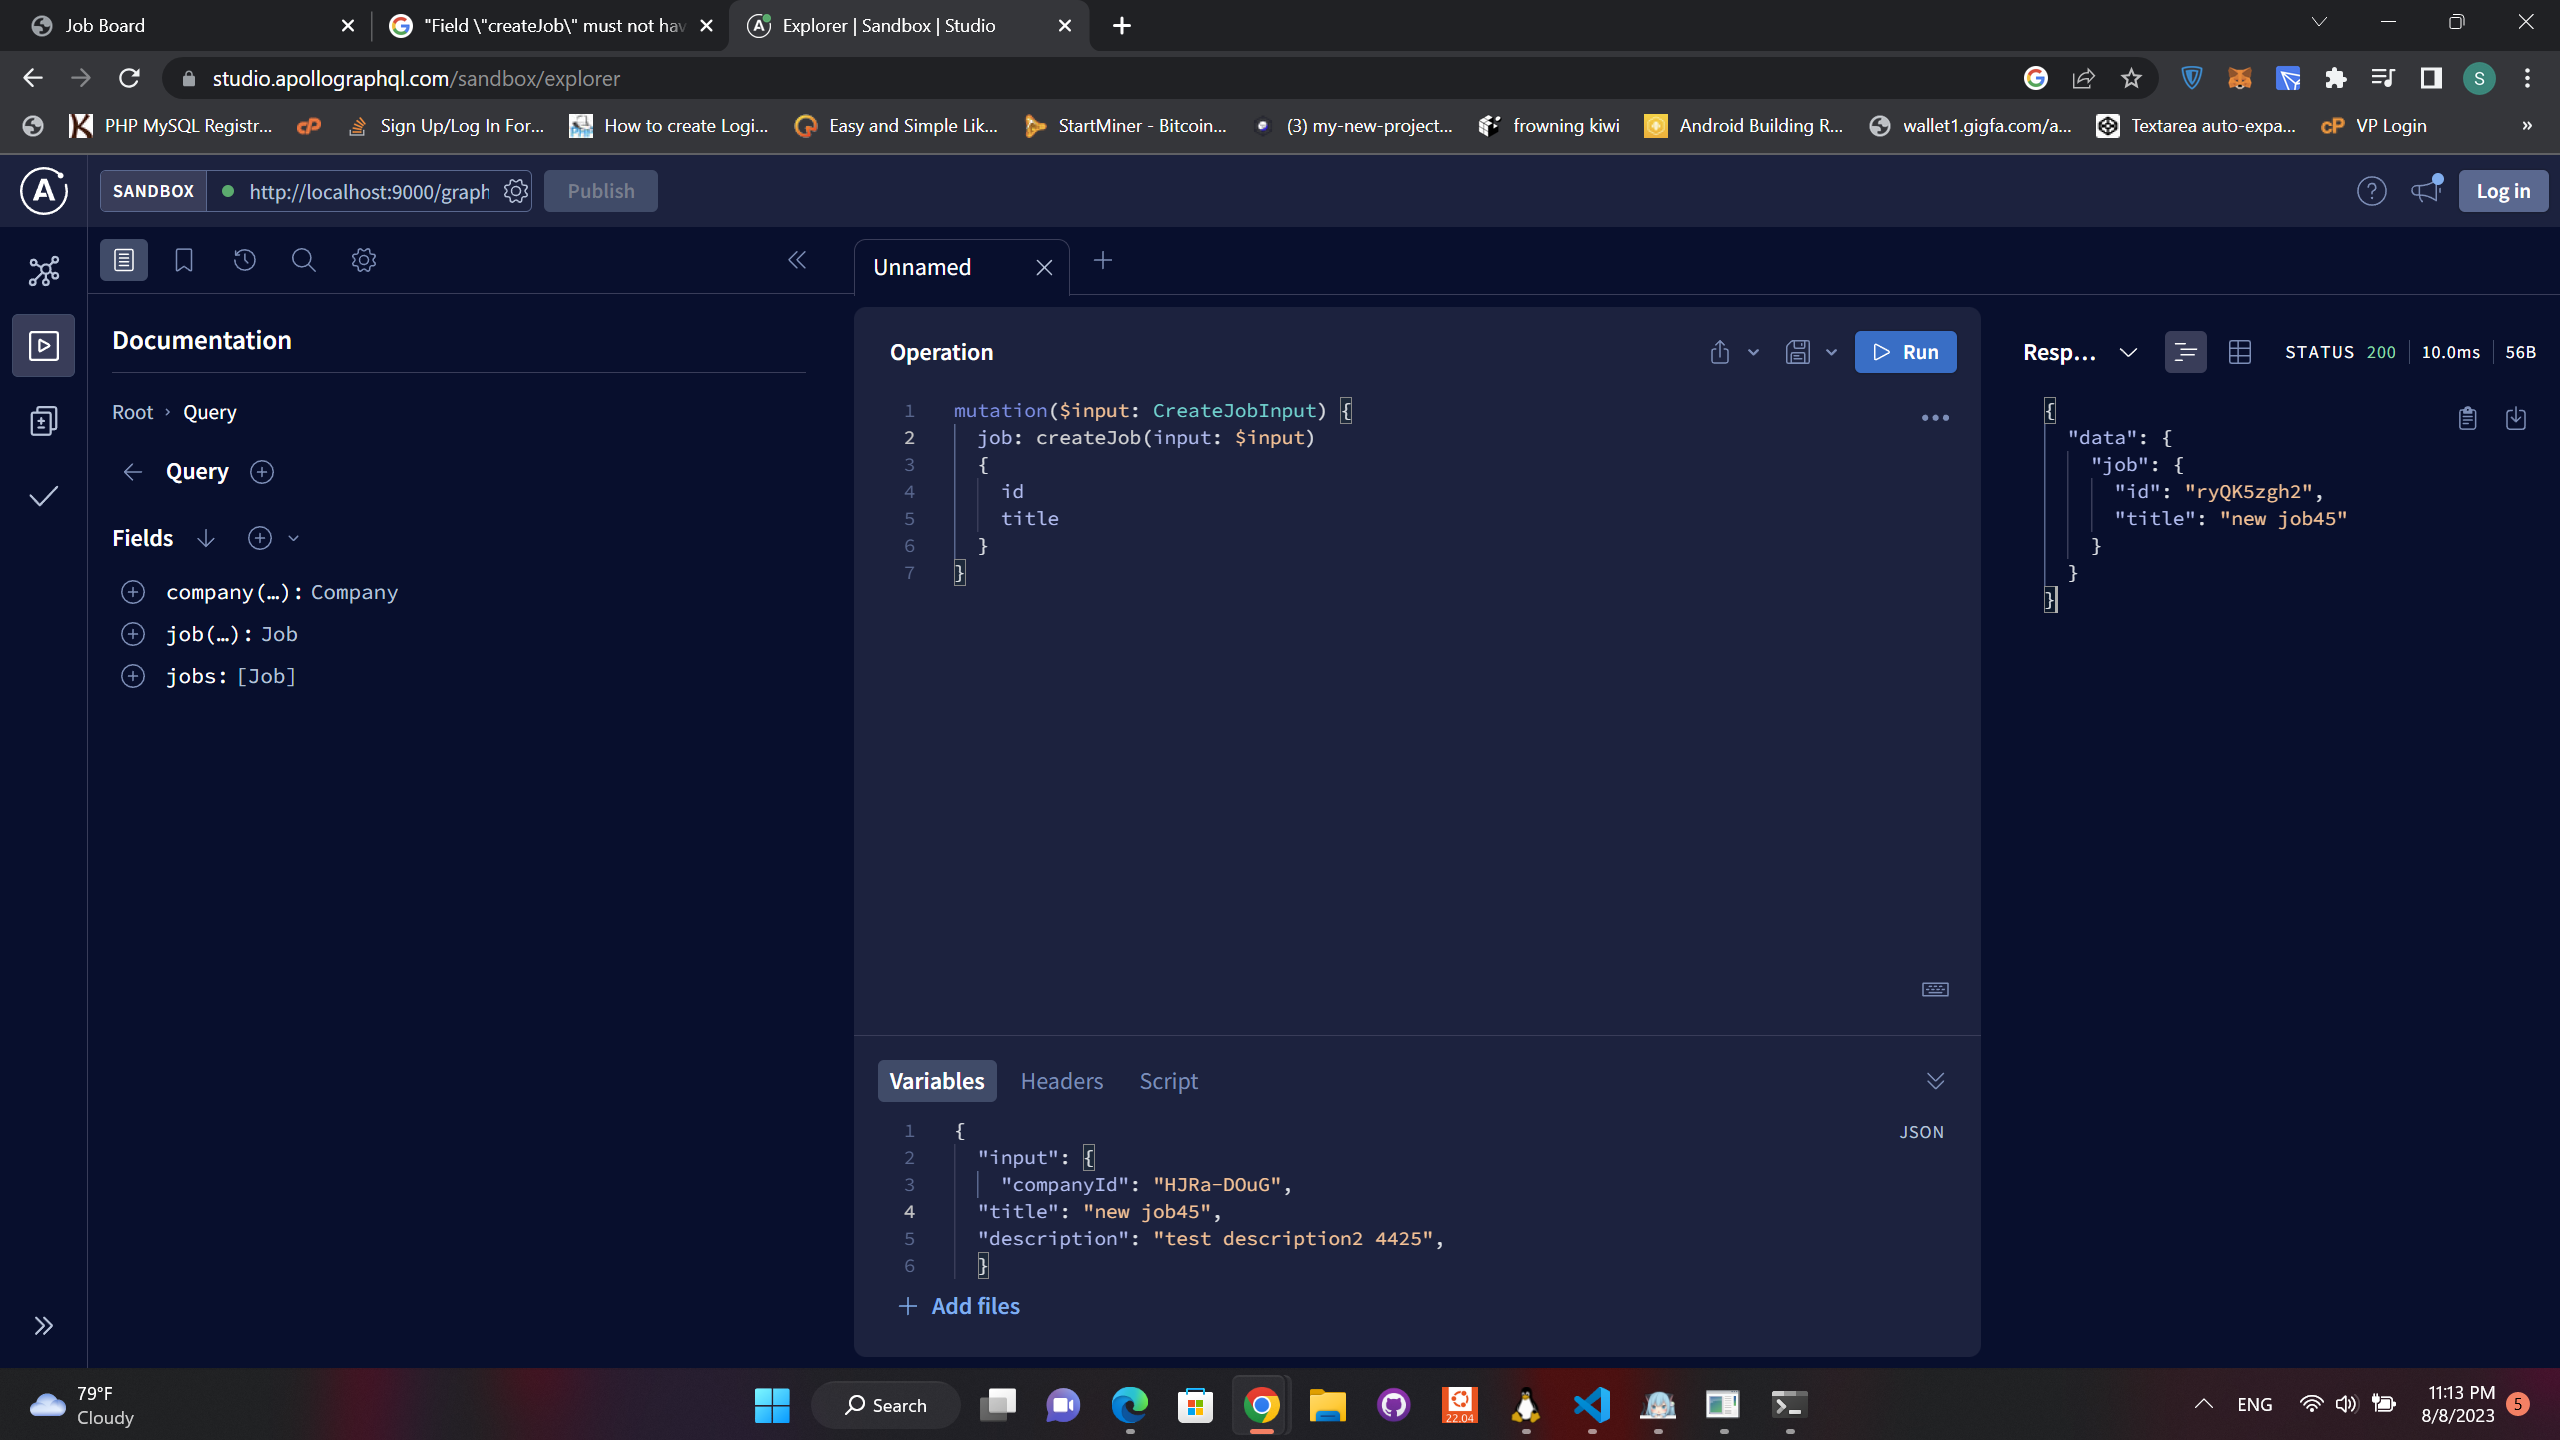 Job Board
"Field \"createJob\" must not hav
Explorer | Sandbox | Studio
studio.apollographql.com/sandbox/explorer
S
PHP MySQL Registr...
Sign Up/Log In For...
How to create Logi...
Easy and Simple Lik...
StartMiner - Bitcoin...
(3) my-new-project...
frowning kiwi
Android Building R...
wallet1.gigfa.com/a...
Textarea auto-expa...
VP Login
»
SANDBOX
http://localhost:9000/graph
Publish
Log in
Unnamed
Documentation
Root › Query
Query
Fields
company(…): Company
job(…): Job
jobs: [Job]
Operation
Run
1 mutation($input: CreateJobInput) {
2 job: createJob(input: $input)
3 {
4 id
5 title
6 }
7 }
Variables
Headers
Script
JSON
1 {
2 "input": {
3 "companyId": "HJRa-DOuG",
4 "title": "new job45",
5 "description": "test description2 4425",
6 }
Add files
Resp...
STATUS 200
10.0ms
56B
{
"data": {
"job": {
"id": "ryQK5zgh2",
"title": "new job45"
}
}
}
79°F
Cloudy
Search
22.04
ENG
11:13 PM
8/8/2023
5